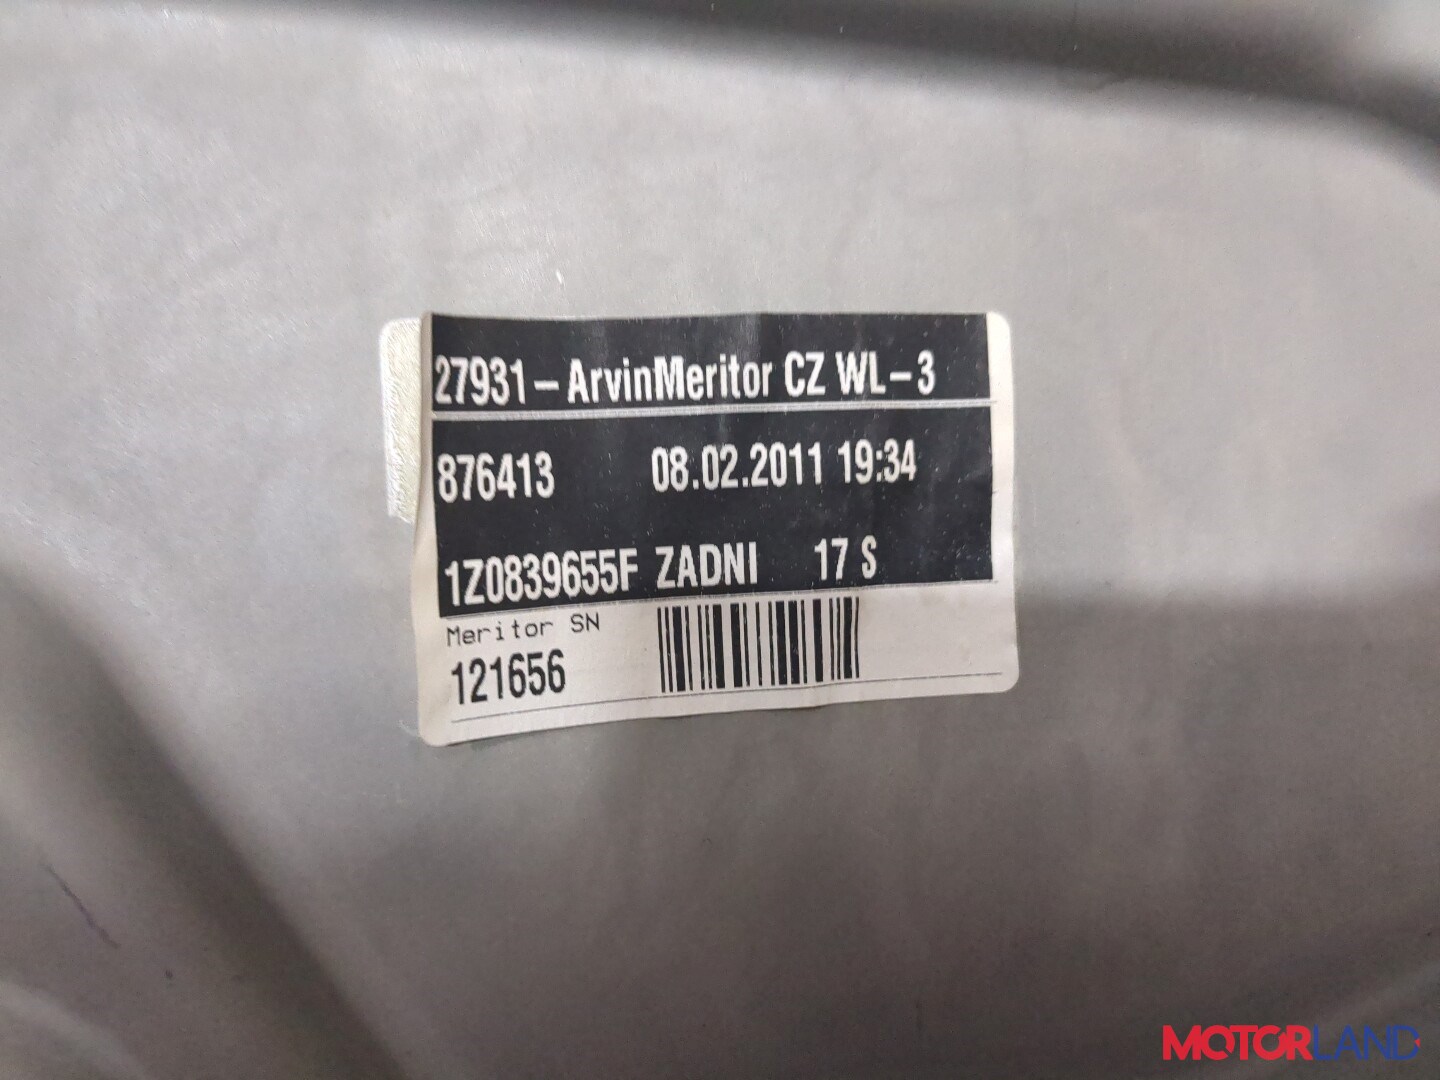 27931 – ArvinMeritor CZ WL – 3
876413 08.02.2011 19:34
1Z0839655F ZADNI 17 S
Meritor SN
121656
MOTORLAND